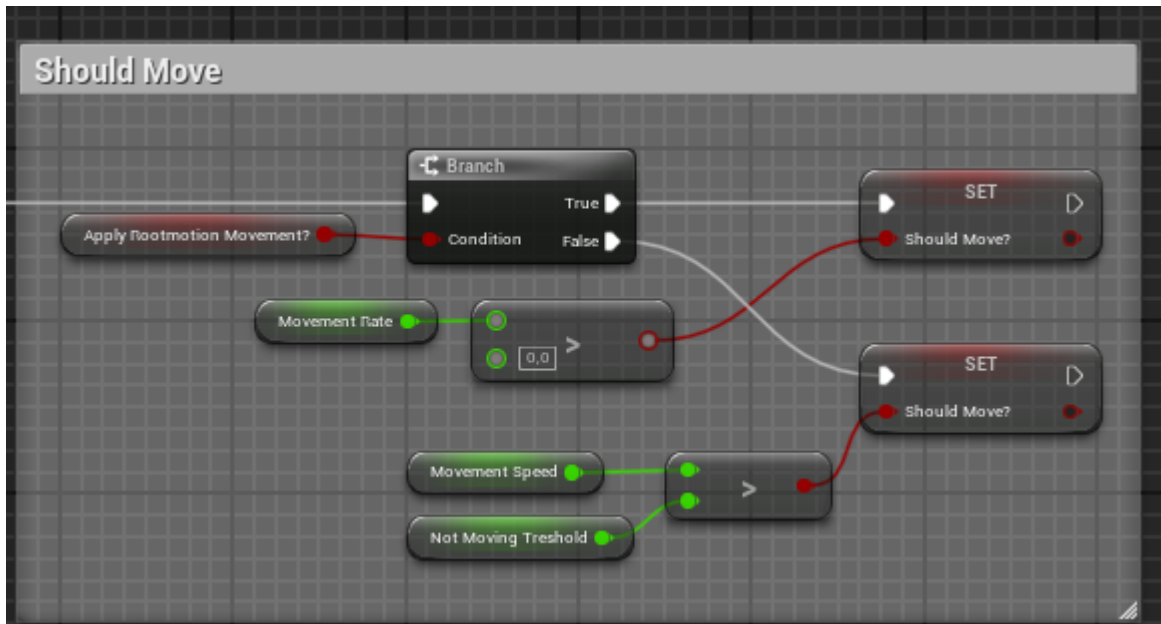 Should Move
Branch
True
SET
Apply Rootmotion Movement?
Condition
False
Should Move?
Movement Rate
0,0
>
SET
Should Move?
Movement Speed
>
Not Moving Treshold